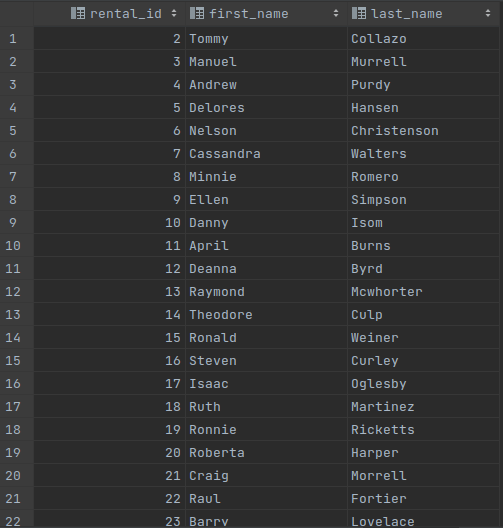 rental_id first_name last_name
1 2 Tommy Collazo
2 3 Manuel Murrell
3 4 Andrew Purdy
4 5 Delores Hansen
5 6 Nelson Christenson
6 7 Cassandra Walters
7 8 Minnie Romero
8 9 Ellen Simpson
9 10 Danny Isom
10 11 April Burns
11 12 Deanna Byrd
12 13 Raymond Mcwhorter
13 14 Theodore Culp
14 15 Ronald Weiner
15 16 Steven Curley
16 17 Isaac Oglesby
17 18 Ruth Martinez
18 19 Ronnie Ricketts
19 20 Roberta Harper
20 21 Craig Morrell
21 22 Raul Fortier
22 23 Barry Lovelace